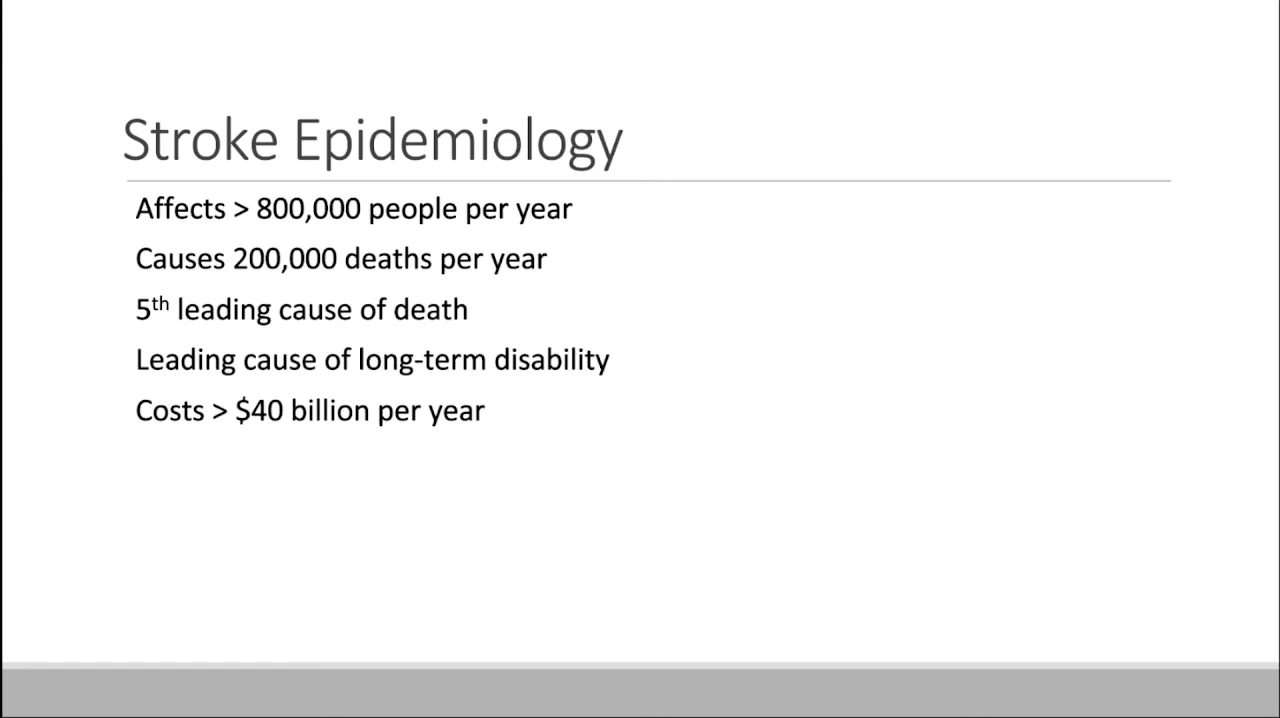 Stroke Epidemiology
Affects > 800,000 people per year
Causes 200,000 deaths per year
5th leading cause of death
Leading cause of long-term disability
Costs > $40 billion per year